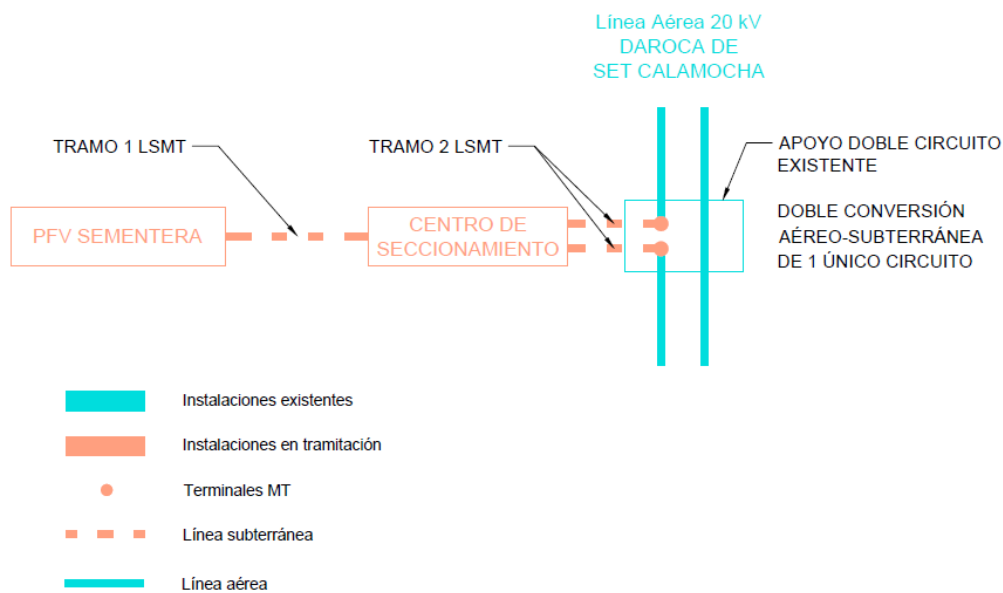 Línea Aérea 20 kV
DAROCA DE
SET CALAMOCHA
TRAMO 1 LSMT
TRAMO 2 LSMT
APOYO DOBLE CIRCUITO
EXISTENTE
PFV SEMENTERA
CENTRO DE
SECCIONAMIENTO
DOBLE CONVERSIÓN
AÉREO-SUBTERRÁNEA
DE 1 ÚNICO CIRCUITO
Instalaciones existentes
Instalaciones en tramitación
Terminales MT
Línea subterránea
Línea aérea